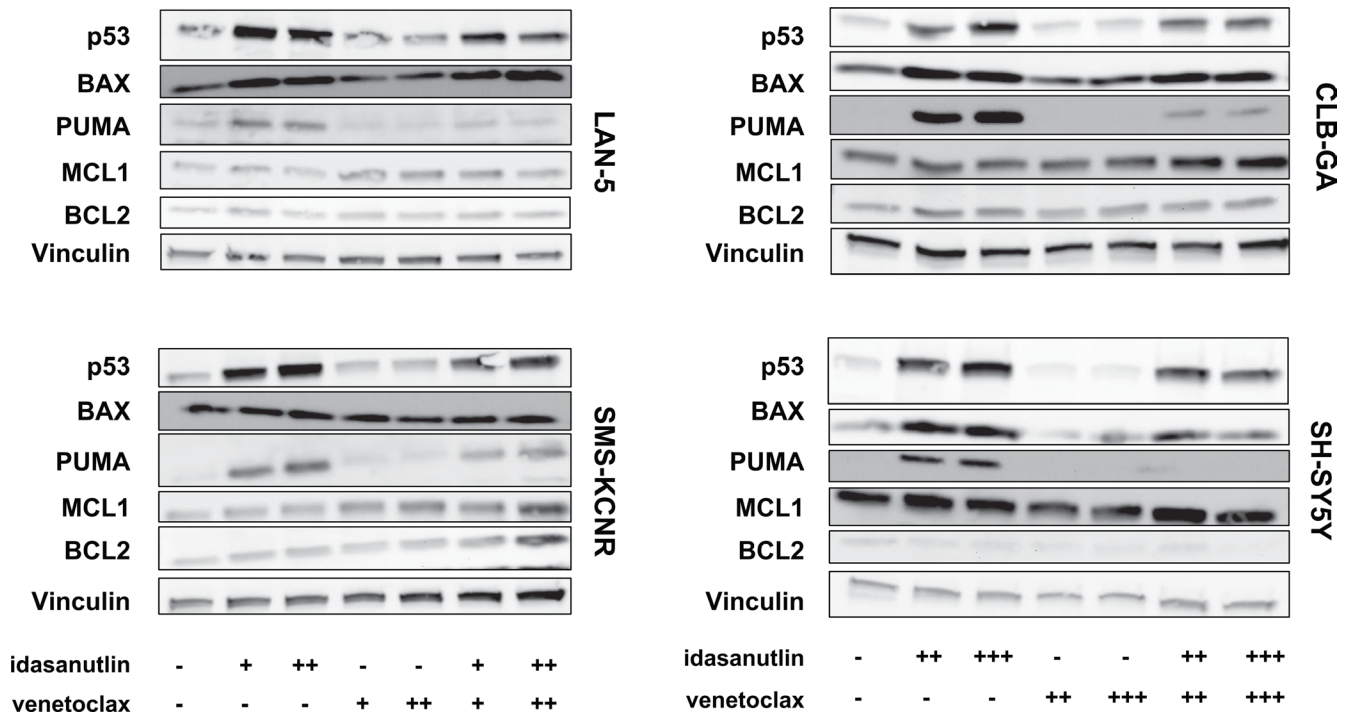 p53
BAX
PUMA
MCL1
BCL2
Vinculin
LAN-5
p53
BAX
PUMA
MCL1
BCL2
Vinculin
CLB-GA
p53
BAX
PUMA
MCL1
BCL2
Vinculin
SMS-KCNR
idasanutlin - + ++ - - + ++
venetoclax - - - + ++ + ++
p53
BAX
PUMA
MCL1
BCL2
Vinculin
SH-SY5Y
idasanutlin - ++ +++ - - ++ +++
venetoclax - - - ++ +++ ++ +++